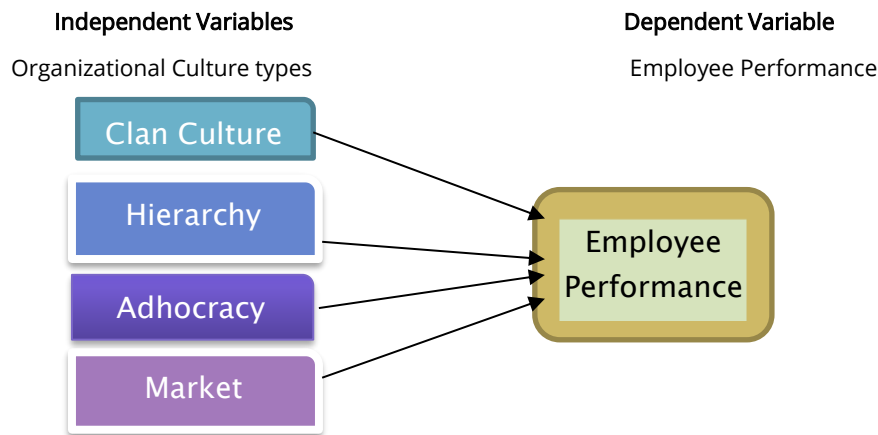 Independent Variables
Dependent Variable
Organizational Culture types
Employee Performance
Clan Culture
Hierarchy
Adhocracy
Market
Employee
Performance